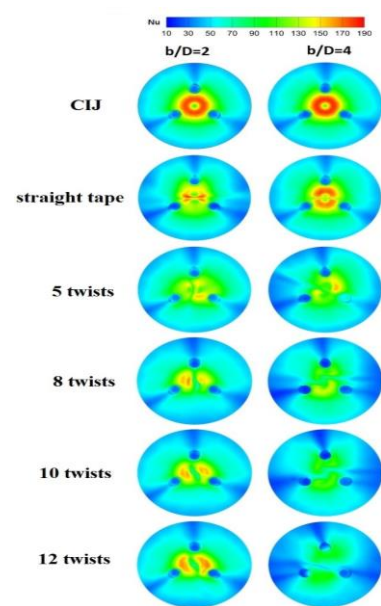 Nu
10 30 50 70 90 110 130 150 170 190
b/D=2 b/D=4
CIJ
straight tape
5 twists
8 twists
10 twists
12 twists